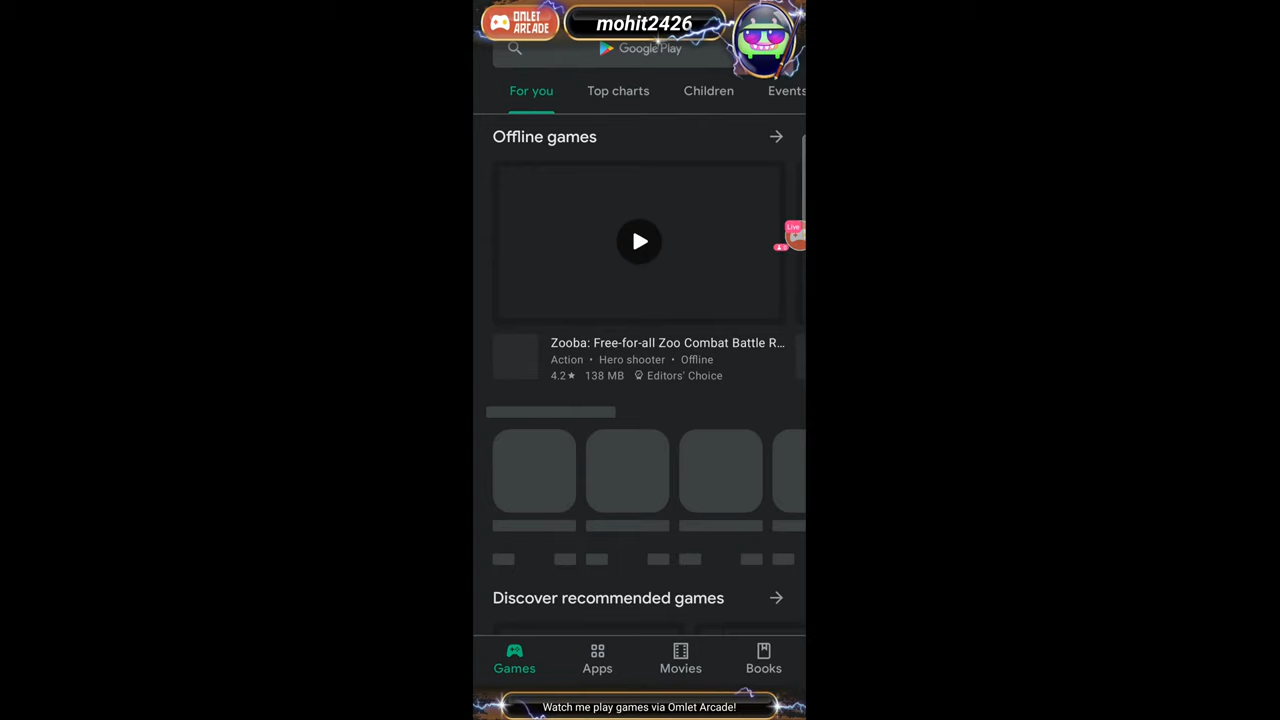 OMLET
ARCADE
mohit2426
Google Play
For you
Top charts
Children
Events
Offline games
Live
Zooba: Free-for-all Zoo Combat Battle R...
Action • Hero shooter • Offline
4.2★ 138 MB Editors' Choice
Discover recommended games
Games
Apps
Movies
Books
Watch me play games via Omlet Arcade!